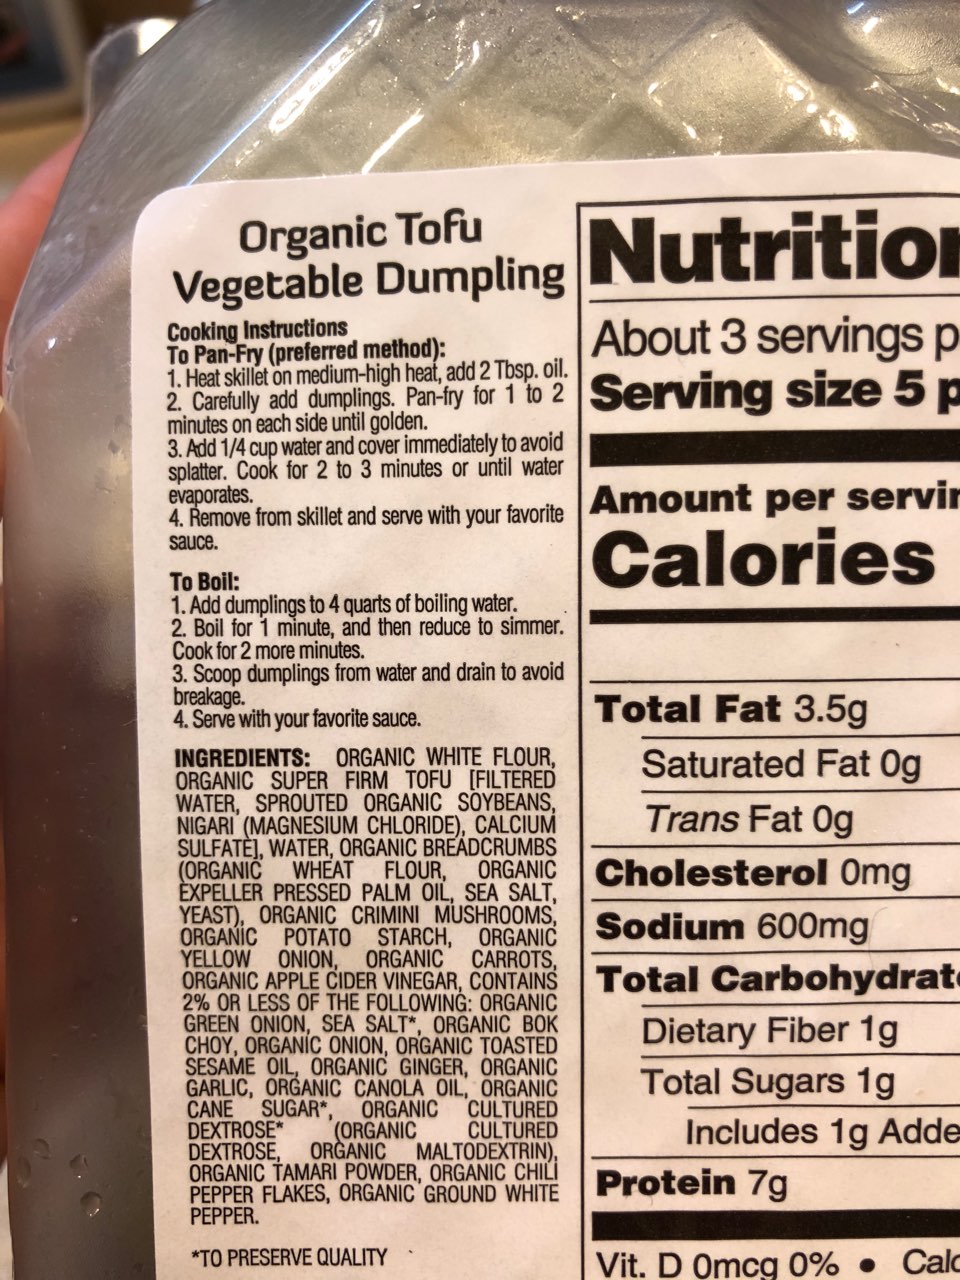 Organic Tofu
Vegetable Dumpling
Cooking Instructions
To Pan-Fry (preferred method):
1. Heat skillet on medium-high heat, add 2 Tbsp. oil.
2. Carefully add dumplings. Pan-fry for 1 to 2
minutes on each side until golden.
3. Add 1/4 cup water and cover immediately to avoid
splatter. Cook for 2 to 3 minutes or until water
evaporates.
4. Remove from skillet and serve with your favorite
sauce.
To Boil:
1. Add dumplings to 4 quarts of boiling water.
2. Boil for 1 minute, and then reduce to simmer.
Cook for 2 more minutes.
3. Scoop dumplings from water and drain to avoid
breakage.
4. Serve with your favorite sauce.
INGREDIENTS: ORGANIC WHITE FLOUR,
ORGANIC SUPER FIRM TOFU [FILTERED
WATER, SPROUTED ORGANIC SOYBEANS,
NIGARI (MAGNESIUM CHLORIDE), CALCIUM
SULFATE], WATER, ORGANIC BREADCRUMBS
(ORGANIC WHEAT FLOUR, ORGANIC
EXPELLER PRESSED PALM OIL, SEA SALT,
YEAST), ORGANIC CRIMINI MUSHROOMS,
ORGANIC POTATO STARCH, ORGANIC
YELLOW ONION, ORGANIC CARROTS,
ORGANIC APPLE CIDER VINEGAR, CONTAINS
2% OR LESS OF THE FOLLOWING: ORGANIC
GREEN ONION, SEA SALT*, ORGANIC BOK
CHOY, ORGANIC ONION, ORGANIC TOASTED
SESAME OIL, ORGANIC GINGER, ORGANIC
GARLIC, ORGANIC CANOLA OIL, ORGANIC
CANE SUGAR*, ORGANIC CULTURED
DEXTROSE* (ORGANIC CULTURED
DEXTROSE, ORGANIC MALTODEXTRIN),
ORGANIC TAMARI POWDER, ORGANIC CHILI
PEPPER FLAKES, ORGANIC GROUND WHITE
PEPPER.
*TO PRESERVE QUALITY
Nutrition
About 3 servings p
Serving size 5 p
Amount per servin
Calories
Total Fat 3.5g
Saturated Fat 0g
Trans Fat 0g
Cholesterol 0mg
Sodium 600mg
Total Carbohydrate
Dietary Fiber 1g
Total Sugars 1g
Includes 1g Adde
Protein 7g
Vit. D 0mcg 0% • Calc